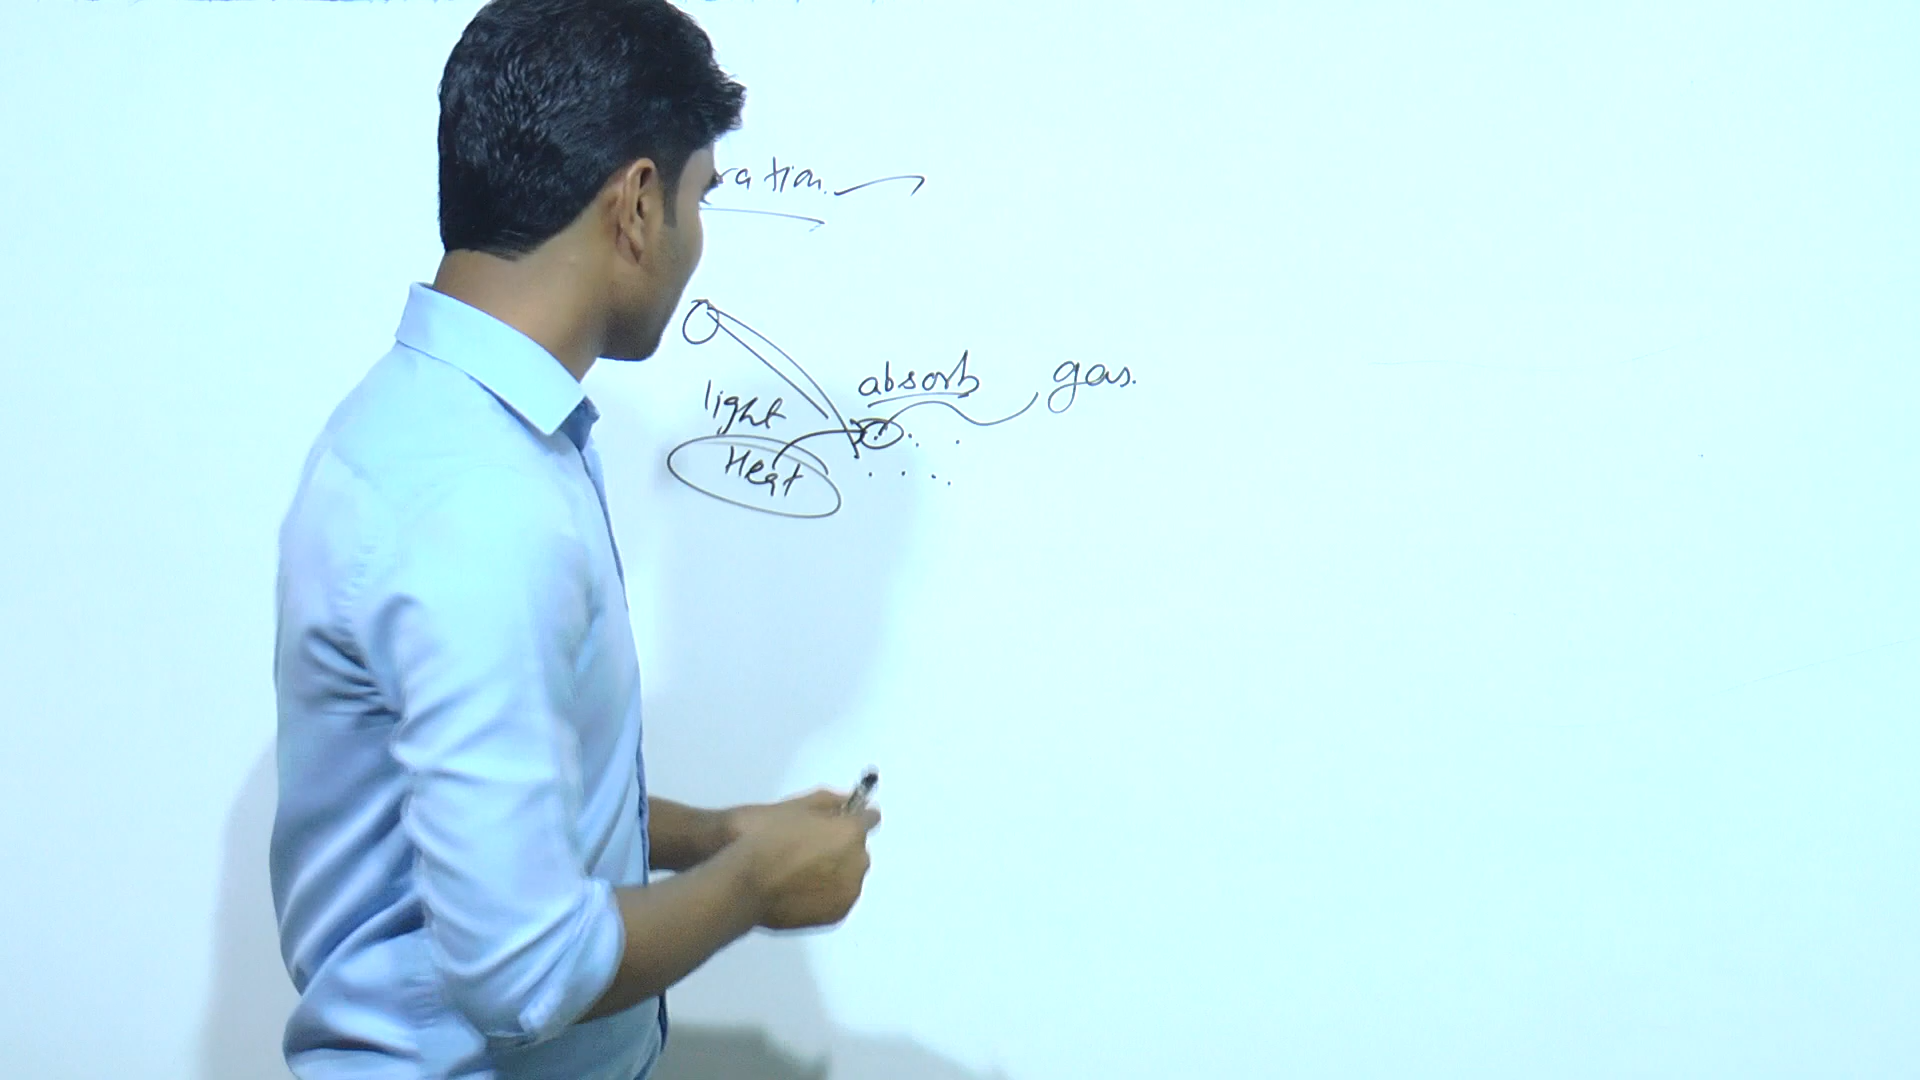 ration.
absorb gas.
light
Heat